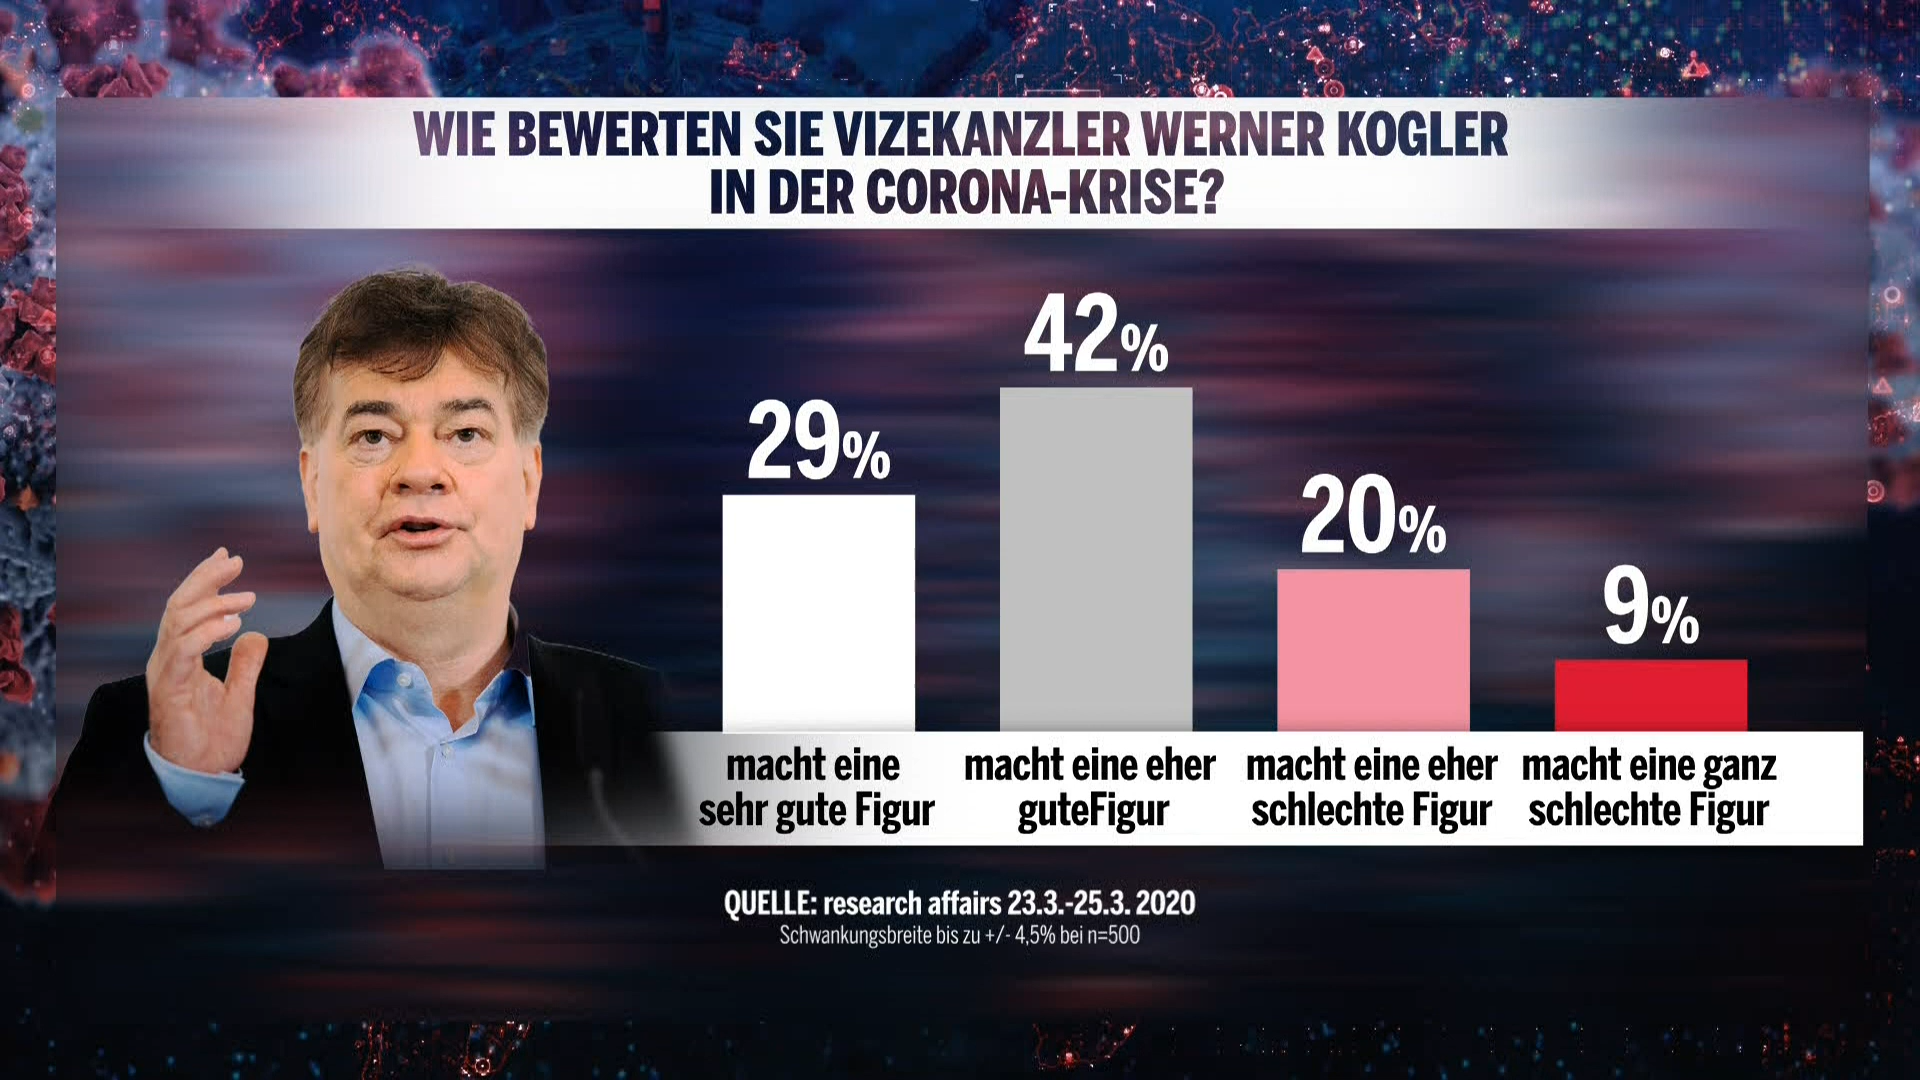 WIE BEWERTEN SIE VIZEKANZLER WERNER KOGLER
IN DER CORONA-KRISE?
29%
42%
20%
9%
macht eine
sehr gute Figur
macht eine eher
guteFigur
macht eine eher
schlechte Figur
macht eine ganz
schlechte Figur
QUELLE: research affairs 23.3.-25.3. 2020
Schwankungsbreite bis zu +/- 4,5% bei n=500